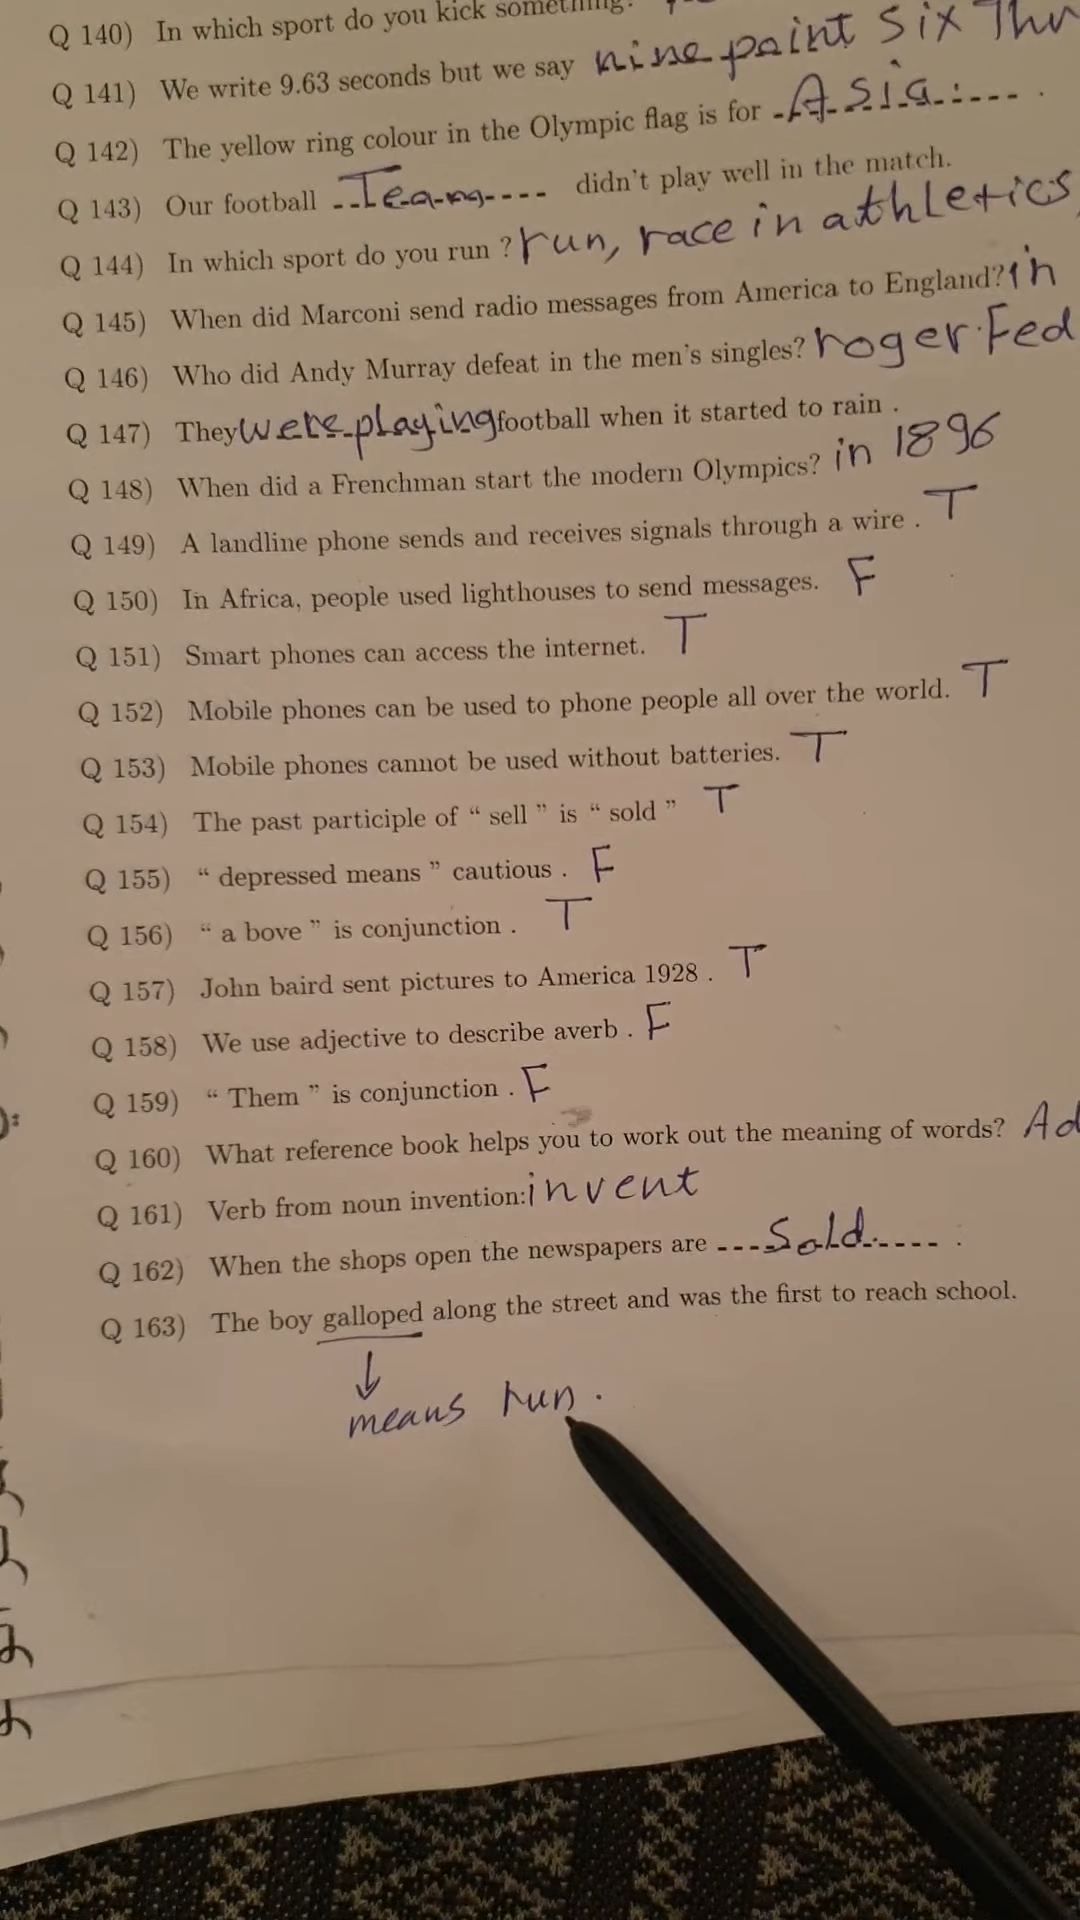 Q 140) In which sport do you kick something?
Q 141) We write 9.63 seconds but we say nine point six Thr
Q 142) The yellow ring colour in the Olympic flag is for Asia .
Q 143) Our football Team didn't play well in the match.
Q 144) In which sport do you run ? run, race in athletics
Q 145) When did Marconi send radio messages from America to England? in
Q 146) Who did Andy Murray defeat in the men's singles? roger Fed
Q 147) They were playing football when it started to rain .
Q 148) When did a Frenchman start the modern Olympics? in 1896
Q 149) A landline phone sends and receives signals through a wire . T
Q 150) In Africa, people used lighthouses to send messages. F
Q 151) Smart phones can access the internet. T
Q 152) Mobile phones can be used to phone people all over the world. T
Q 153) Mobile phones cannot be used without batteries. T
Q 154) The past participle of “ sell ” is “ sold ” T
Q 155) “ depressed means ” cautious . F
Q 156) “ a bove ” is conjunction . T
Q 157) John baird sent pictures to America 1928 . T
Q 158) We use adjective to describe averb . F
Q 159) “ Them ” is conjunction . F
Q 160) What reference book helps you to work out the meaning of words? Ad
Q 161) Verb from noun invention: invent
Q 162) When the shops open the newspapers are ---Sold----- .
Q 163) The boy galloped along the street and was the first to reach school.
means run .